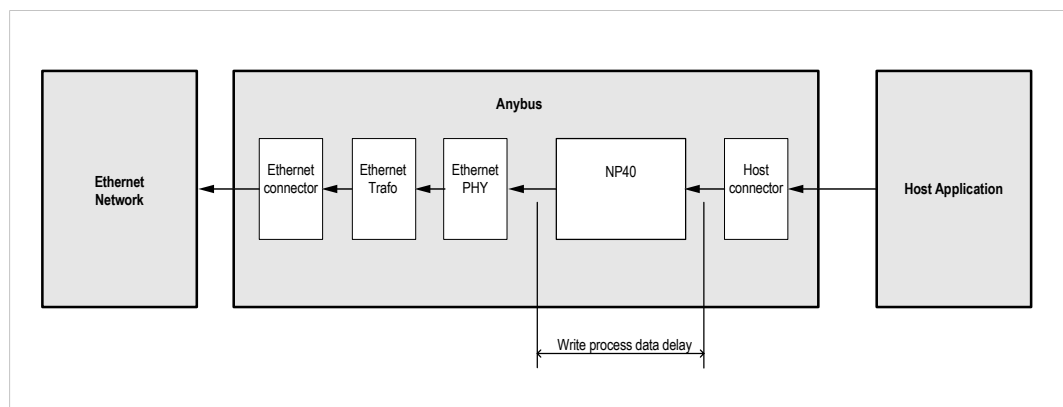 Anybus
Ethernet
Network
Ethernet
connector
Ethernet
Trafo
Ethernet
PHY
NP40
Host
connector
Host Application
Write process data delay